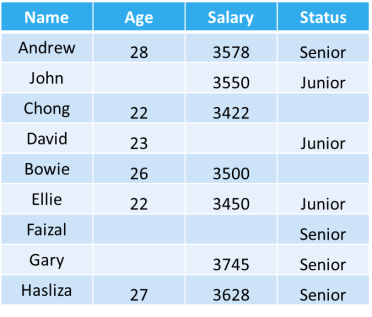 Name Age Salary Status
Andrew 28 3578 Senior
John 3550 Junior
Chong 22 3422
David 23 Junior
Bowie 26 3500
Ellie 22 3450 Junior
Faizal Senior
Gary 3745 Senior
Hasliza 27 3628 Senior